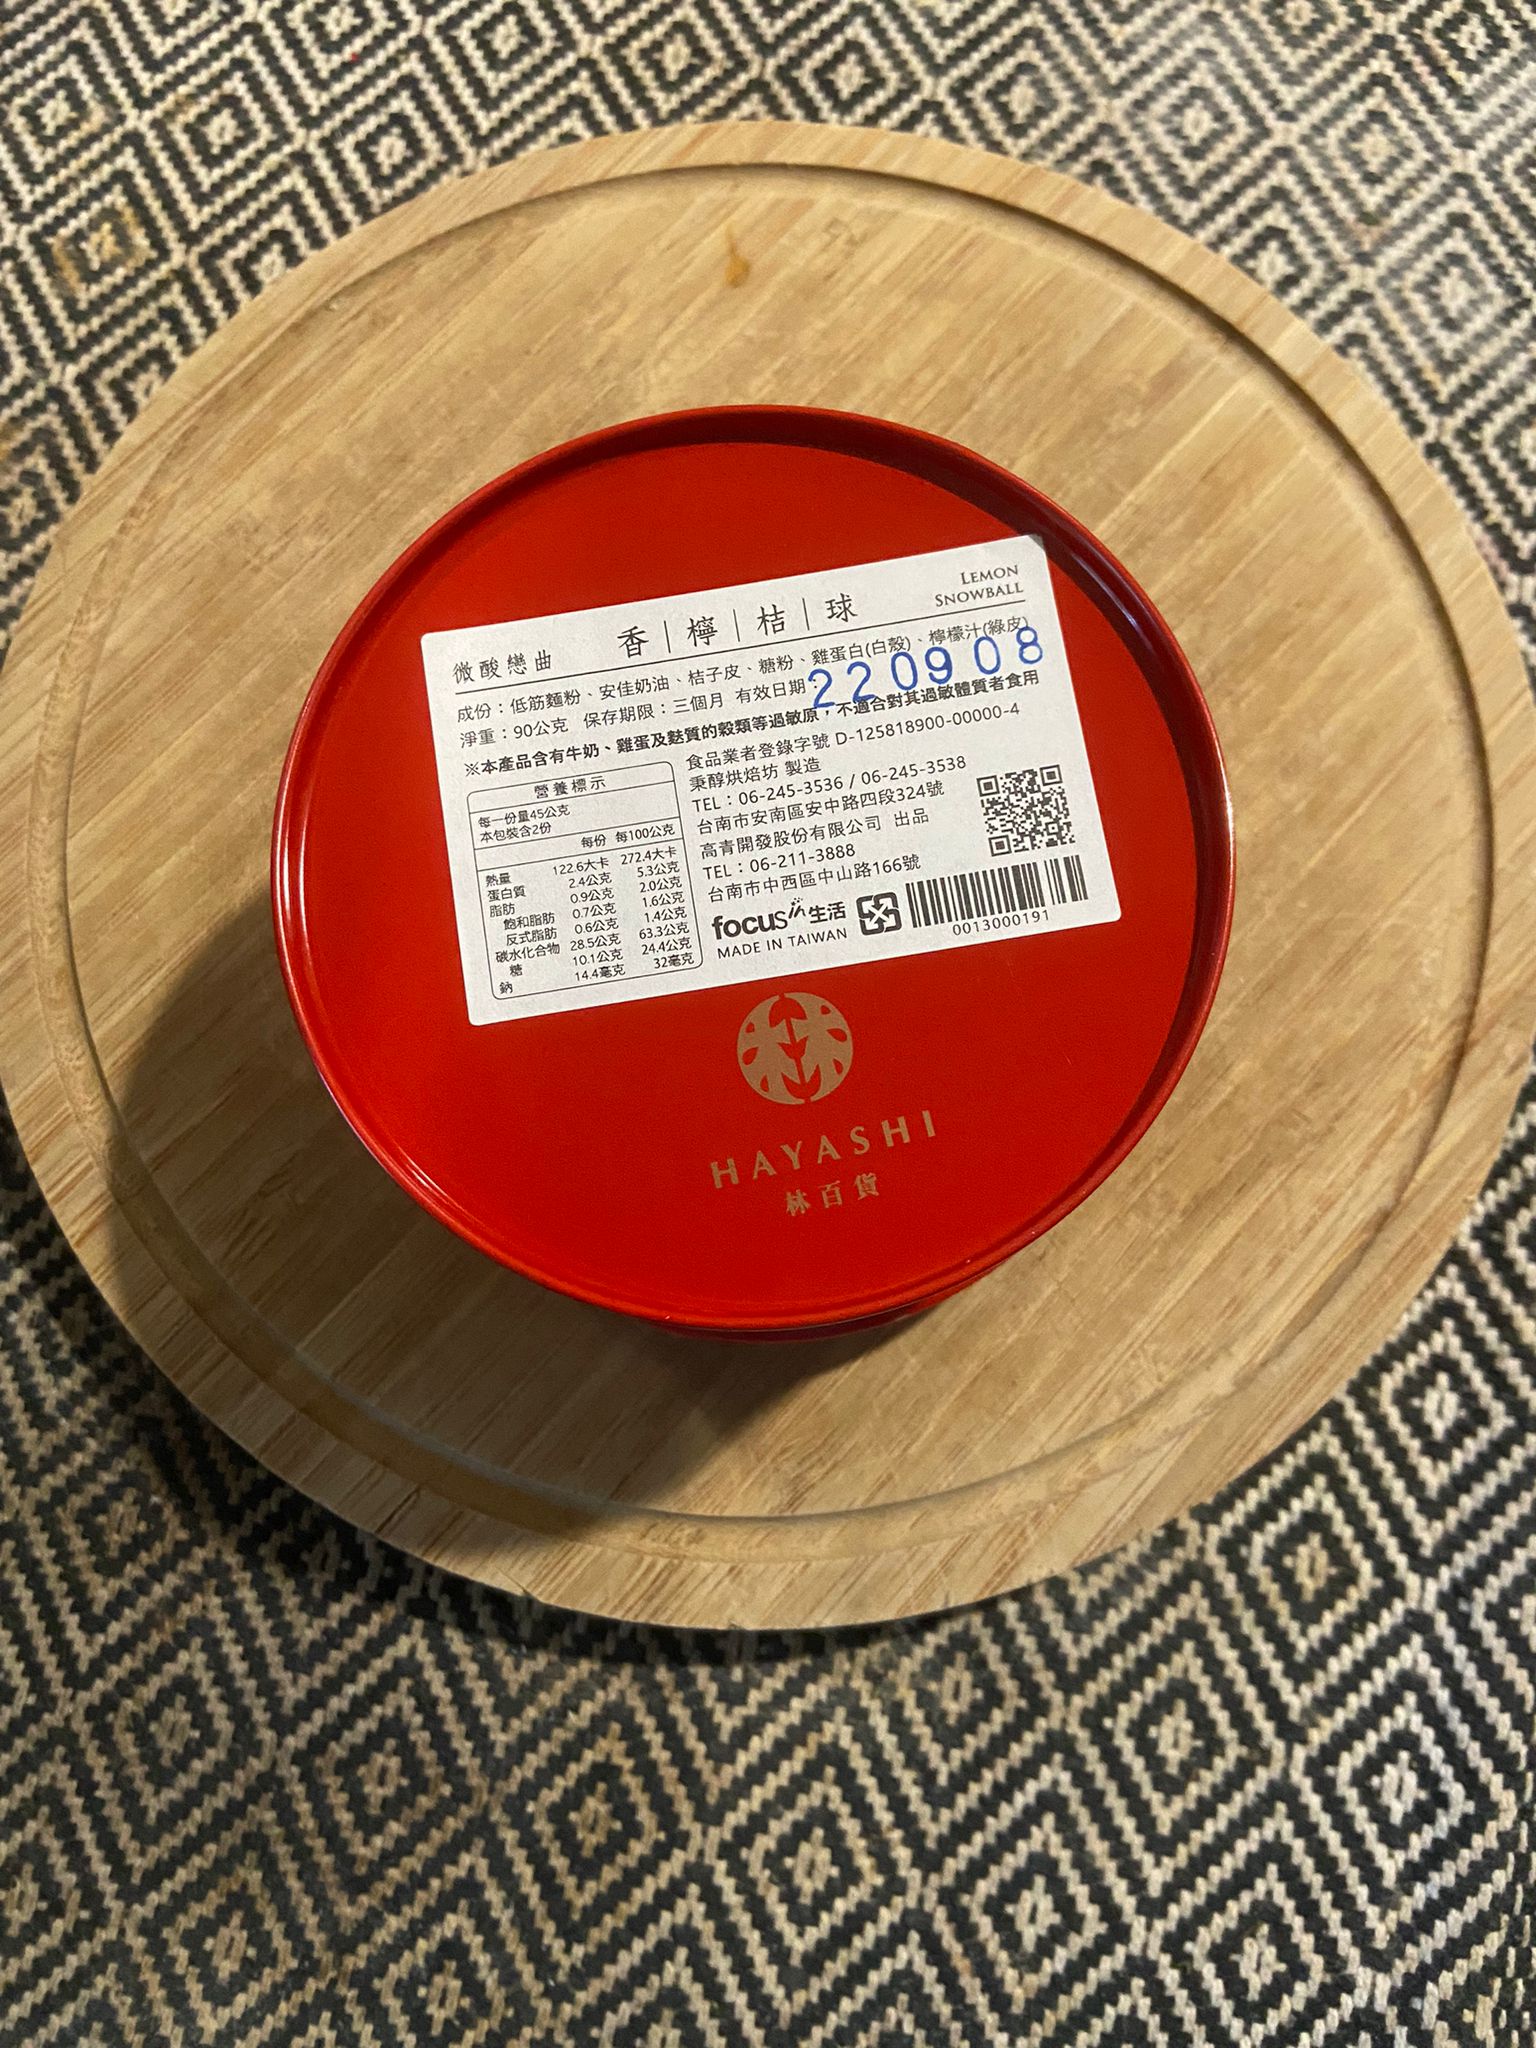 微酸戀曲 香｜檸｜桔｜球 LEMON SNOWBALL
成份：低筋麵粉、安佳奶油、桔子皮、糖粉、雞蛋白(白殼)、檸檬汁(綠皮)
淨重：90公克 保存期限：三個月 有效日期：220908
※本產品含有牛奶、雞蛋及麩質的穀類等過敏原，不適合對其過敏體質者食用
營養標示
每一份量45公克
本包裝含2份
每份 每100公克
熱量 122.6大卡 272.4大卡
蛋白質 2.4公克 5.3公克
脂肪 0.9公克 2.0公克
飽和脂肪 0.7公克 1.6公克
反式脂肪 0.6公克 1.4公克
碳水化合物 28.5公克 63.3公克
糖 10.1公克 24.4公克
鈉 14.4毫克 32毫克
食品業者登錄字號 D-125818900-00000-4
秉醇烘焙坊 製造
TEL：06-245-3536 / 06-245-3538
台南市安南區安中路四段324號
高青開發股份有限公司 出品
TEL：06-211-3888
台南市中西區中山路166號
focusin生活
MADE IN TAIWAN
0013000191
林
HAYASHI
林百貨